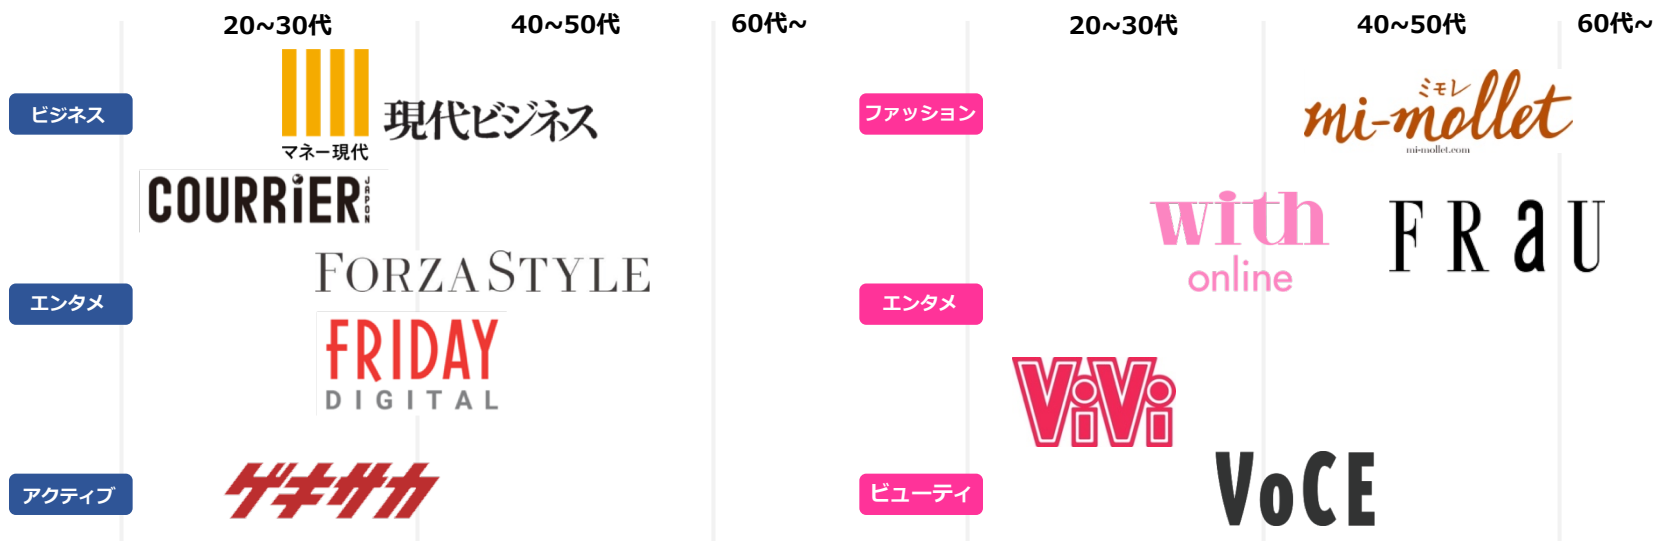 20~30代
40~50代
60代~
ビジネス
マネー現代
現代ビジネス
COURRiER JAPON
FORZA STYLE
エンタメ
FRIDAY
DIGITAL
アクティブ
ゲキサカ
20~30代
40~50代
60代~
ファッション
ミモレ
mi-mollet
mi-mollet.com
with
online
FRaU
エンタメ
ViVi
VoCE
ビューティ